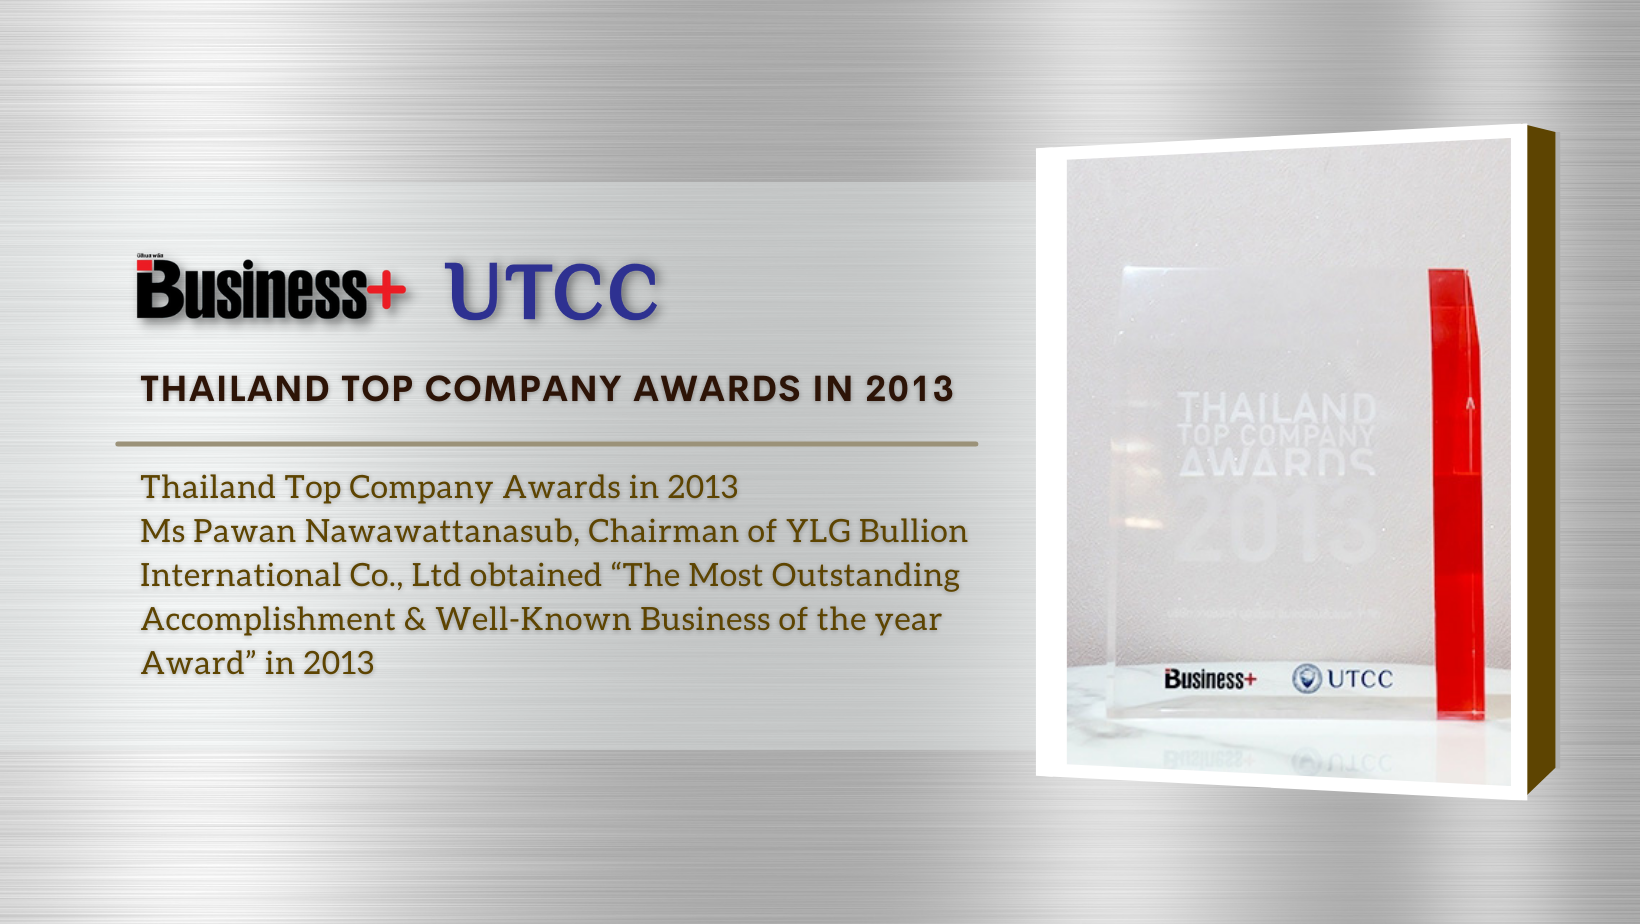 Business+ UTCC
THAILAND TOP COMPANY AWARDS IN 2013
Thailand Top Company Awards in 2013
Ms Pawan Nawawattanasub, Chairman of YLG Bullion
International Co., Ltd obtained “The Most Outstanding
Accomplishment & Well-Known Business of the year
Award” in 2013
THAILAND
TOP COMPANY
AWARDS
2013
Business+ UTCC